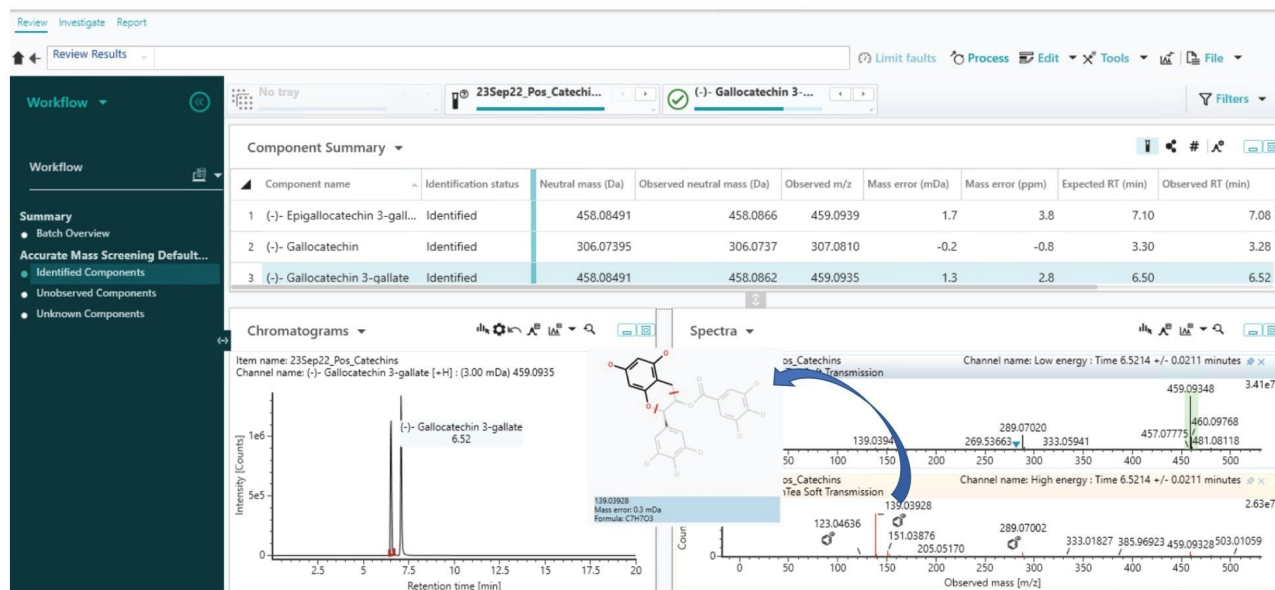 Review Investigate Report
Review Results
Limit faults Process Edit Tools File
Workflow
No tray
23Sep22_Pos_Catechi...
(-)- Gallocatechin 3-...
Filters
Workflow
Summary
Batch Overview
Accurate Mass Screening Default...
Identified Components
Unobserved Components
Unknown Components
Component Summary
Component name Identification status Neutral mass (Da) Observed neutral mass (Da) Observed m/z Mass error (mDa) Mass error (ppm) Expected RT (min) Observed RT (min)
1 (-)- Epigallocatechin 3-gall... Identified 458.08491 458.0866 459.0939 1.7 3.8 7.10 7.08
2 (-)- Gallocatechin Identified 306.07395 306.0737 307.0810 -0.2 -0.8 3.30 3.28
3 (-)- Gallocatechin 3-gallate Identified 458.08491 458.0862 459.0935 1.3 2.8 6.50 6.52
Chromatograms
Item name: 23Sep22_Pos_Catechins
Channel name: (-)- Gallocatechin 3-gallate [+H] : (3.00 mDa) 459.0935
(-)- Gallocatechin 3-gallate
6.52
1e6
5e5
0
Intensity [Counts]
2.5 5 7.5 10 12.5 15 17.5 20
Retention time [min]
O O O O O O O O O O O
139.03928
Mass error: 0.3 mDa
Formula: C7H7O3
Spectra
os_Catechins Channel name: Low energy : Time 6.5214 +/- 0.0211 minutes
Soft Transmission
3.41e7
459.09348
460.09768
457.07775
481.08118
289.07020
139.0394 269.53663 333.05941
50 100 150 200 250 300 350 400 450 500
os_Catechins Channel name: High energy : Time 6.5214 +/- 0.0211 minutes
nTea Soft Transmission
2.63e7
139.03928
123.04636
151.03876
205.05170
289.07002
333.01827 385.96923 459.09328 503.01059
Coun
0
0 50 100 150 200 250 300 350 400 450 500
Observed mass [m/z]